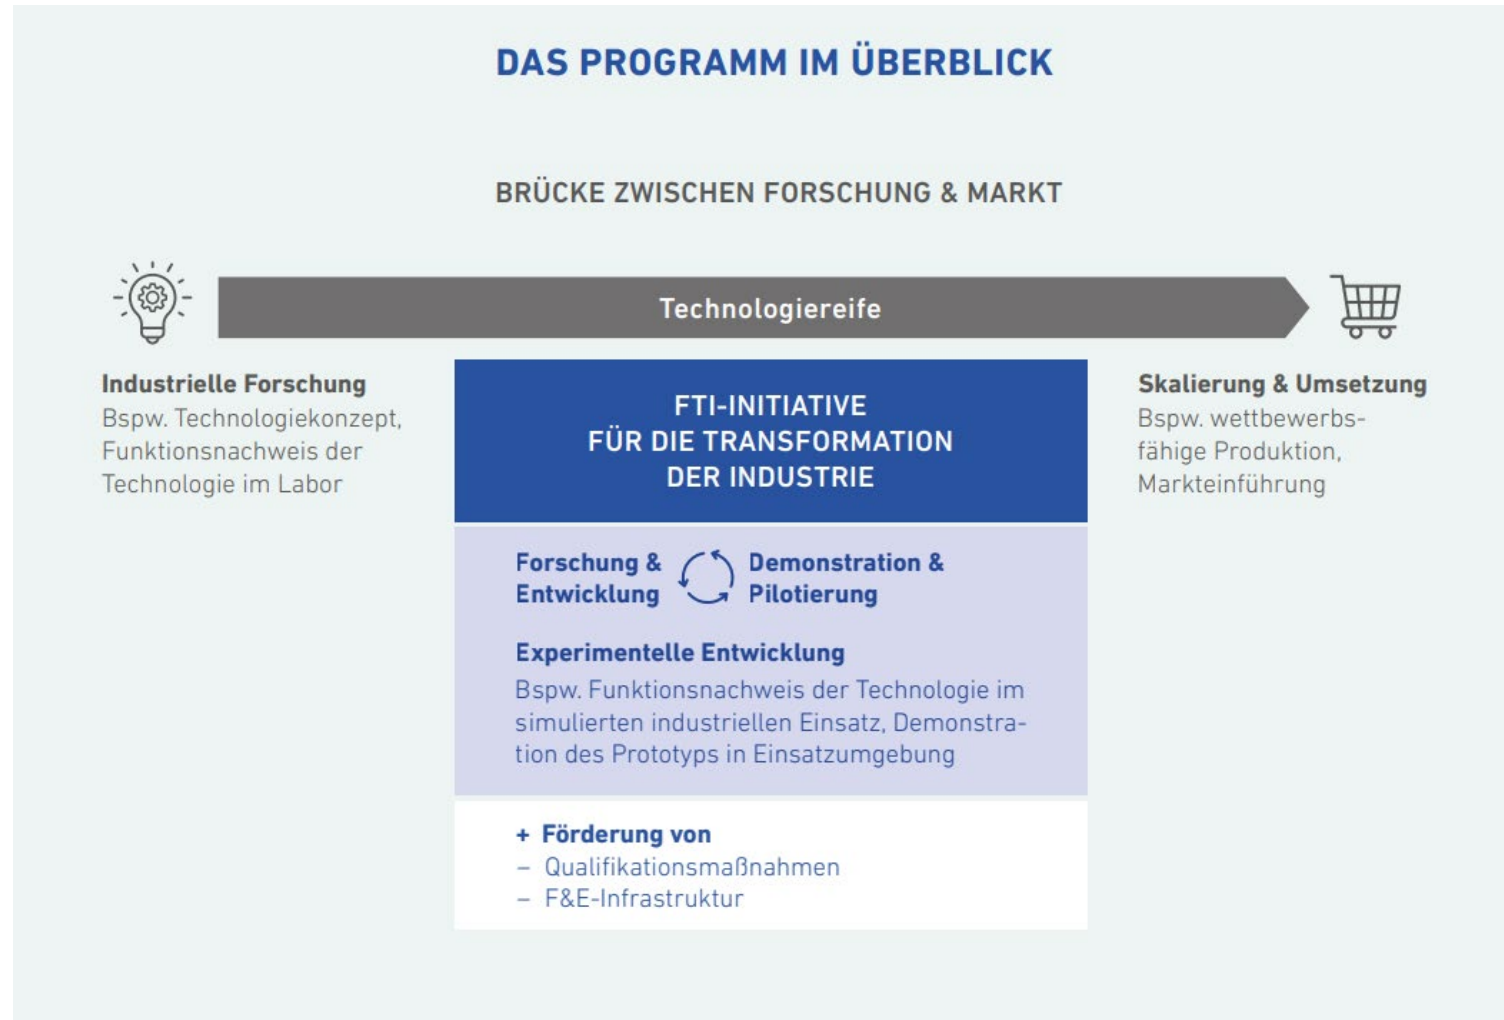 DAS PROGRAMM IM ÜBERBLICK
BRÜCKE ZWISCHEN FORSCHUNG & MARKT
Technologiereife
Industrielle Forschung
Bspw. Technologiekonzept,
Funktionsnachweis der
Technologie im Labor
FTI-INITIATIVE
FÜR DIE TRANSFORMATION
DER INDUSTRIE
Forschung &
Entwicklung
Demonstration &
Pilotierung
Experimentelle Entwicklung
Bspw. Funktionsnachweis der Technologie im
simulierten industriellen Einsatz, Demonstra-
tion des Prototyps in Einsatzumgebung
+ Förderung von
– Qualifikationsmaßnahmen
– F&E-Infrastruktur
Skalierung & Umsetzung
Bspw. wettbewerbs-
fähige Produktion,
Markteinführung